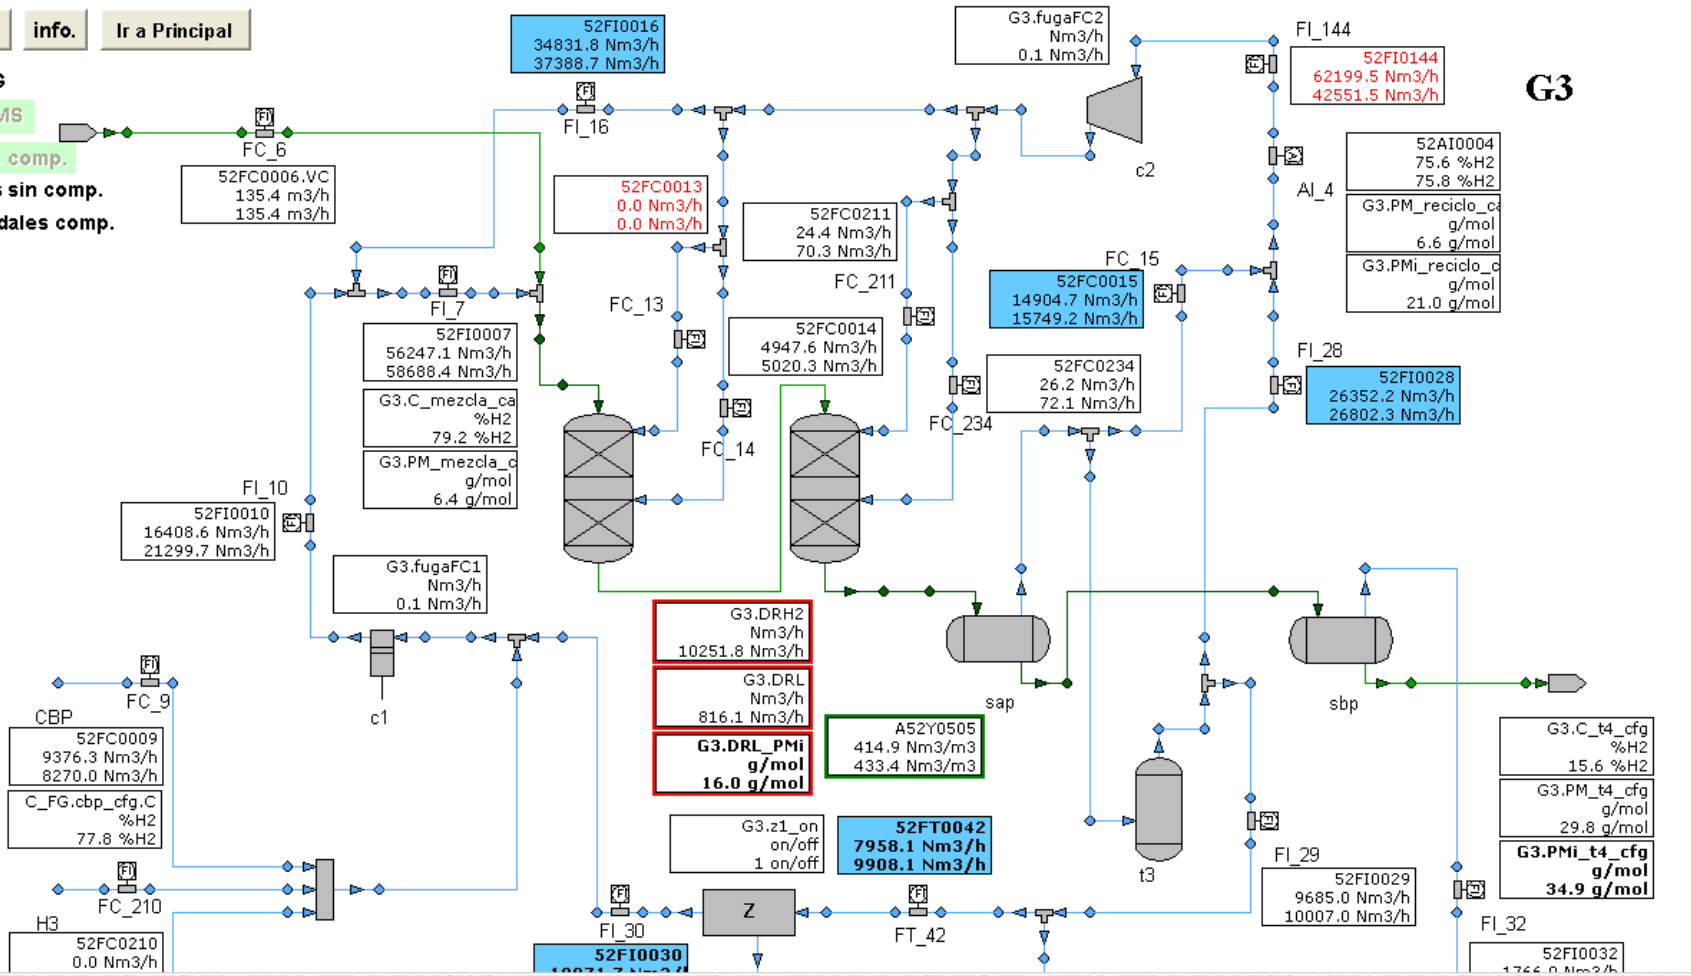 info.
Ir a Principal
G
MS
comp.
s sin comp.
dales comp.
G3
52FI0016
34831.8 Nm3/h
37388.7 Nm3/h
FI_16
G3.fugaFC2
Nm3/h
0.1 Nm3/h
c2
FI_144
52FI0144
62199.5 Nm3/h
42551.5 Nm3/h
52AI0004
75.6 %H2
75.8 %H2
AI_4
G3.PM_reciclo_ca
g/mol
6.6 g/mol
G3.PMi_reciclo_c
g/mol
21.0 g/mol
FC_6
52FC0006.VC
135.4 m3/h
135.4 m3/h
52FC0013
0.0 Nm3/h
0.0 Nm3/h
FC_13
52FC0211
24.4 Nm3/h
70.3 Nm3/h
FC_211
FC_15
52FC0015
14904.7 Nm3/h
15749.2 Nm3/h
FI_7
52FI0007
56247.1 Nm3/h
58688.4 Nm3/h
G3.C_mezcla_ca
%H2
79.2 %H2
G3.PM_mezcla_c
g/mol
6.4 g/mol
52FC0014
4947.6 Nm3/h
5020.3 Nm3/h
FC_14
52FC0234
26.2 Nm3/h
72.1 Nm3/h
FC_234
FI_28
52FI0028
26352.2 Nm3/h
26802.3 Nm3/h
FI_10
52FI0010
16408.6 Nm3/h
21299.7 Nm3/h
G3.fugaFC1
Nm3/h
0.1 Nm3/h
c1
G3.DRH2
Nm3/h
10251.8 Nm3/h
G3.DRL
Nm3/h
816.1 Nm3/h
G3.DRL_PMi
g/mol
16.0 g/mol
A52Y0505
414.9 Nm3/m3
433.4 Nm3/m3
sap
sbp
FC_9
CBP
52FC0009
9376.3 Nm3/h
8270.0 Nm3/h
C_FG.cbp_cfg.C
%H2
77.8 %H2
FC_210
H3
52FC0210
0.0 Nm3/h
G3.z1_on
on/off
1 on/off
52FT0042
7958.1 Nm3/h
9908.1 Nm3/h
Z
FT_42
FI_30
52FI0030
t3
FI_29
52FI0029
9685.0 Nm3/h
10007.0 Nm3/h
G3.C_t4_cfg
%H2
15.6 %H2
G3.PM_t4_cfg
g/mol
29.8 g/mol
G3.PMi_t4_cfg
g/mol
34.9 g/mol
FI_32
52FI0032